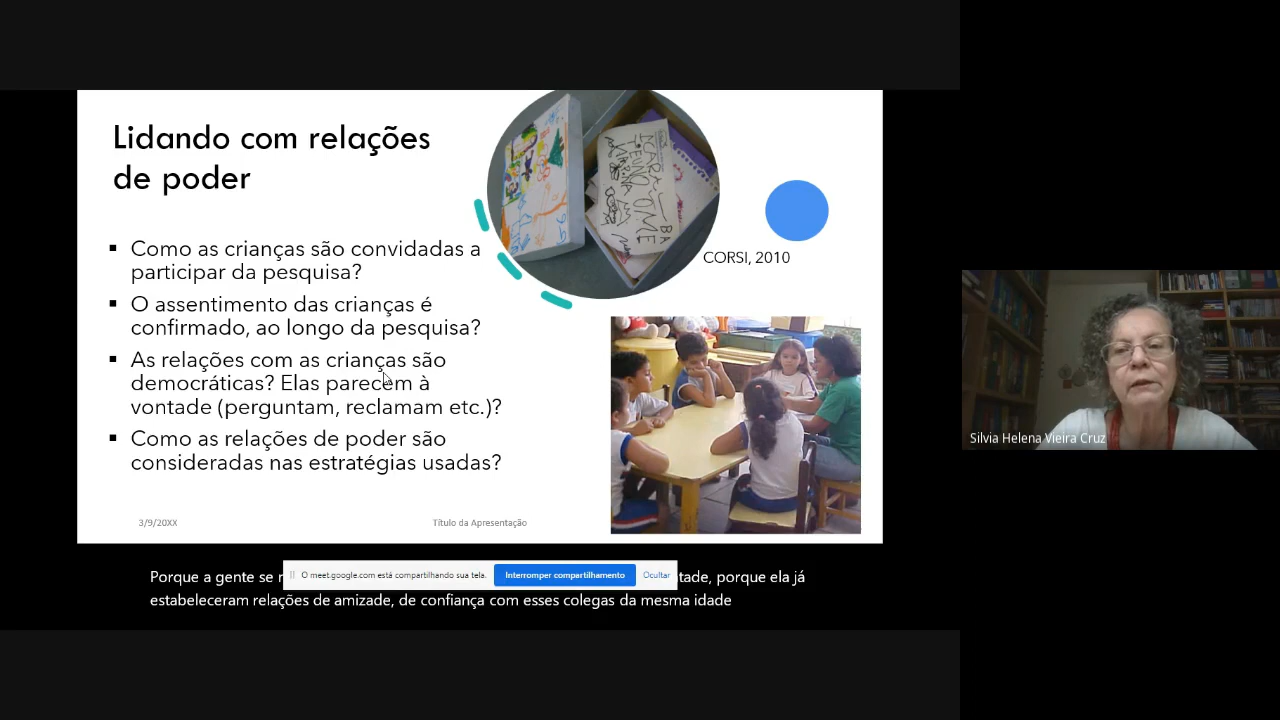 Lidando com relações
de poder
▪ Como as crianças são convidadas a
participar da pesquisa?
▪ O assentimento das crianças é
confirmado, ao longo da pesquisa?
▪ As relações com as crianças são
democráticas? Elas parecem à
vontade (perguntam, reclamam etc.)?
▪ Como as relações de poder são
consideradas nas estratégias usadas?
CORSI, 2010
3/9/20XX
Título da Apresentação
Silvia Helena Vieira Cruz
O meet.google.com está compartilhando sua tela.
Interromper compartilhamento
Ocultar
Porque a gente se tade, porque ela já
estabeleceram relações de amizade, de confiança com esses colegas da mesma idade